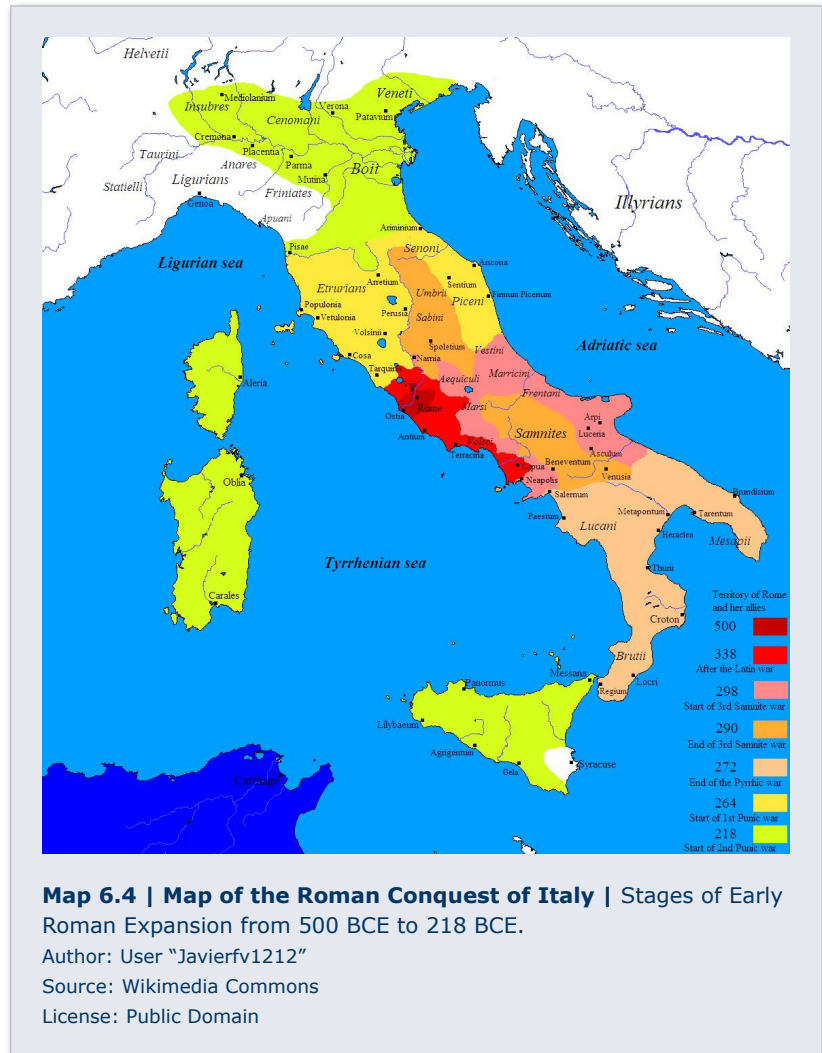 Helvetii
Insubres
Mediolanium
Cenomani
Verona
Veneti
Patavium
Cremona
Placentia
Taurini
Anares
Parma
Boii
Statielli
Ligurians
Mutina
Friniates
Genoa
Apuani
Illyrians
Ariminium
Pisae
Senoni
Ligurian sea
Ancona
Etrurians
Arretium
Sentium
Umbrii
Piceni
Firmum Picenum
Populonia
Perusia
Sabini
Vetulonia
Volsinii
Spoletium
Adriatic sea
Cosa
Narnia
Vestini
Tarquinii
Aequiculi
Marricini
Aleria
Veii
Rome
Marsi
Frentani
Ostia
Arpi
Antium
Volsci
Samnites
Luceria
Terracina
Asculum
Capua
Beneventum
Oblia
Neapolis
Venusia
Salernum
Brundisium
Paestum
Metapontum
Tarentum
Lucani
Heraclea
Mesapii
Tyrrhenian sea
Thurii
Carales
Croton
Brutii
Messana
Locri
Panormus
Regium
Lilybaeum
Agrigentum
Gela
Syracuse
Carthage
Territory of Rome
and her allies
500
338
After the Latin war
298
Start of 3rd Samnite war
290
End of 3rd Samnite war
272
End of the Pyrrhic war
264
Start of 1st Punic war
218
Start of 2nd Punic war
Map 6.4 | Map of the Roman Conquest of Italy | Stages of Early
Roman Expansion from 500 BCE to 218 BCE.
Author: User “Javierfv1212”
Source: Wikimedia Commons
License: Public Domain